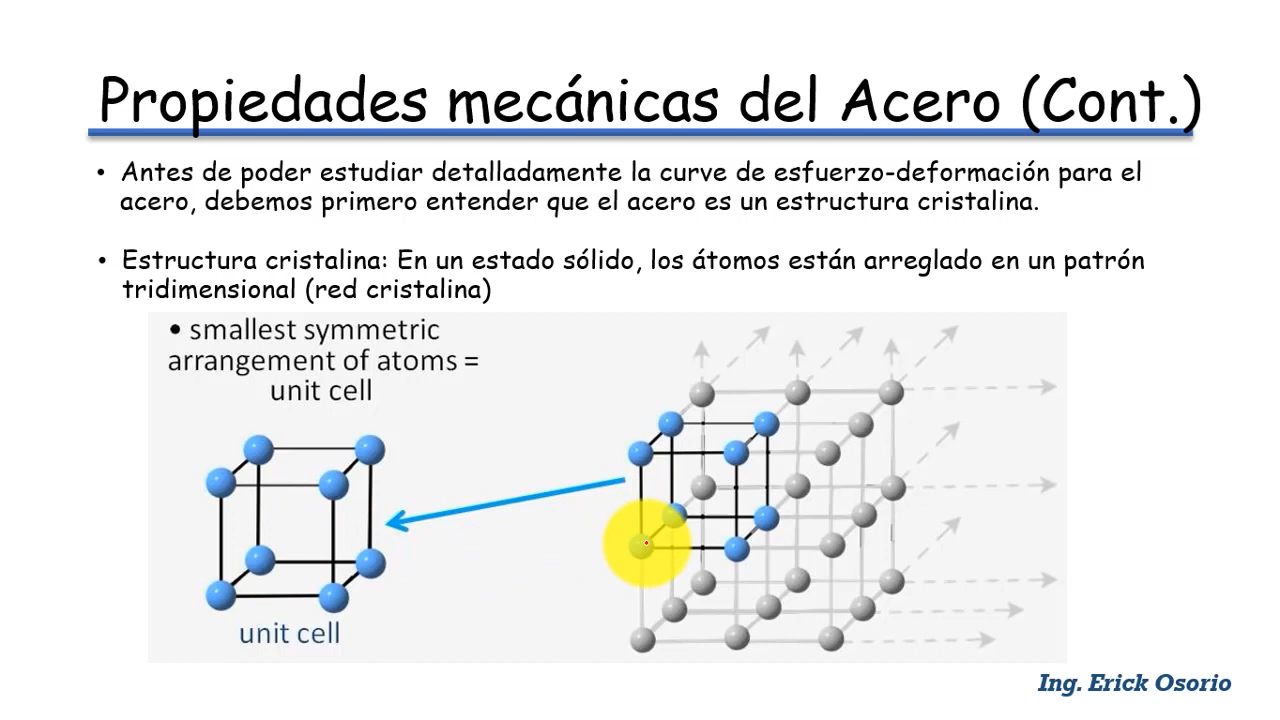 Propiedades mecánicas del Acero (Cont.)
• Antes de poder estudiar detalladamente la curve de esfuerzo-deformación para el
acero, debemos primero entender que el acero es un estructura cristalina.
• Estructura cristalina: En un estado sólido, los átomos están arreglado en un patrón
tridimensional (red cristalina)
• smallest symmetric
arrangement of atoms =
unit cell
unit cell
Ing. Erick Osorio